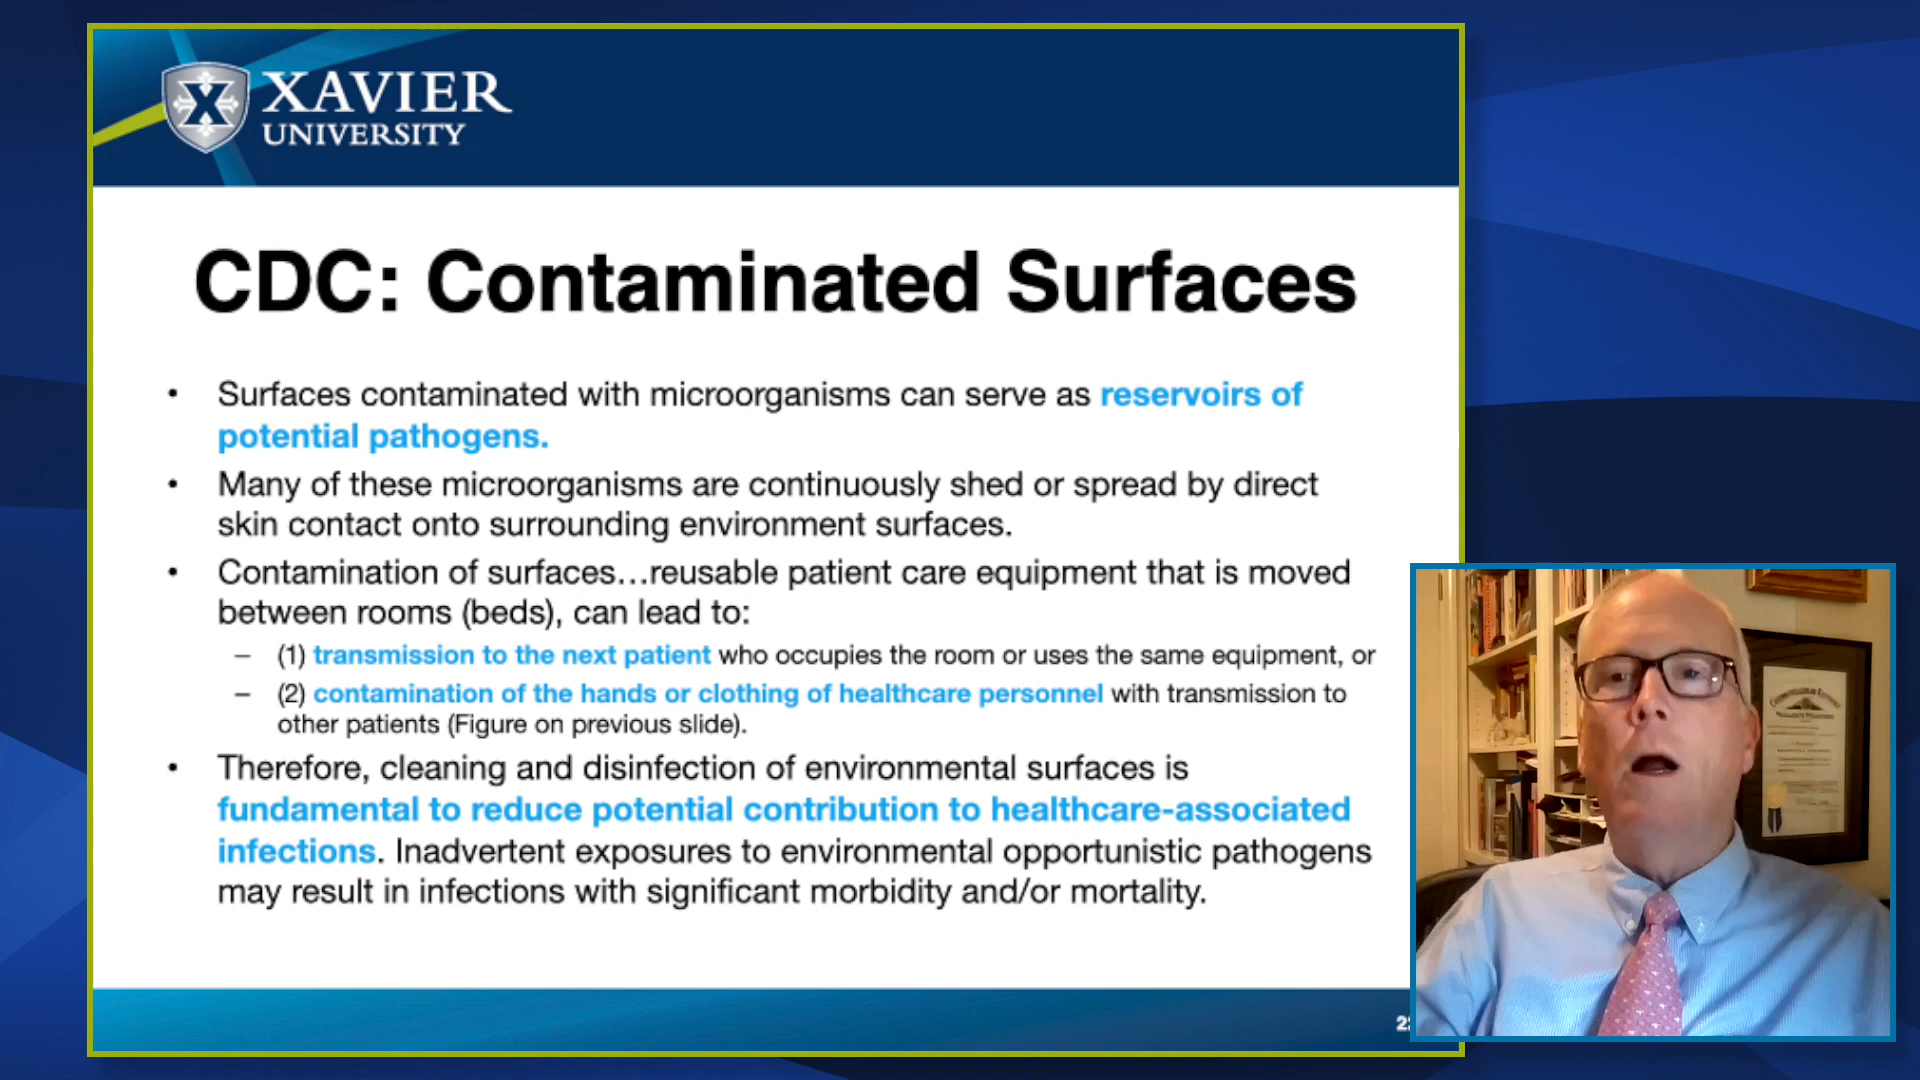 XAVIER
UNIVERSITY
CDC: Contaminated Surfaces
• Surfaces contaminated with microorganisms can serve as reservoirs of
potential pathogens.
• Many of these microorganisms are continuously shed or spread by direct
skin contact onto surrounding environment surfaces.
• Contamination of surfaces…reusable patient care equipment that is moved
between rooms (beds), can lead to:
– (1) transmission to the next patient who occupies the room or uses the same equipment, or
– (2) contamination of the hands or clothing of healthcare personnel with transmission to
other patients (Figure on previous slide).
• Therefore, cleaning and disinfection of environmental surfaces is
fundamental to reduce potential contribution to healthcare-associated
infections. Inadvertent exposures to environmental opportunistic pathogens
may result in infections with significant morbidity and/or mortality.